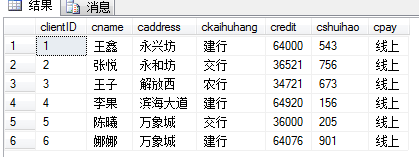 结果 消息
clientID cname caddress ckaihuhang credit cshuihao cpay
1 1 王鑫 永兴坊 建行 64000 543 线上
2 2 张悦 永和坊 交行 36521 756 线上
3 3 王子 解放西 农行 34721 673 线上
4 4 李果 滨海大道 建行 64920 156 线上
5 5 陈曦 万象城 交行 36000 205 线上
6 6 娜娜 万象城 建行 64076 901 线上